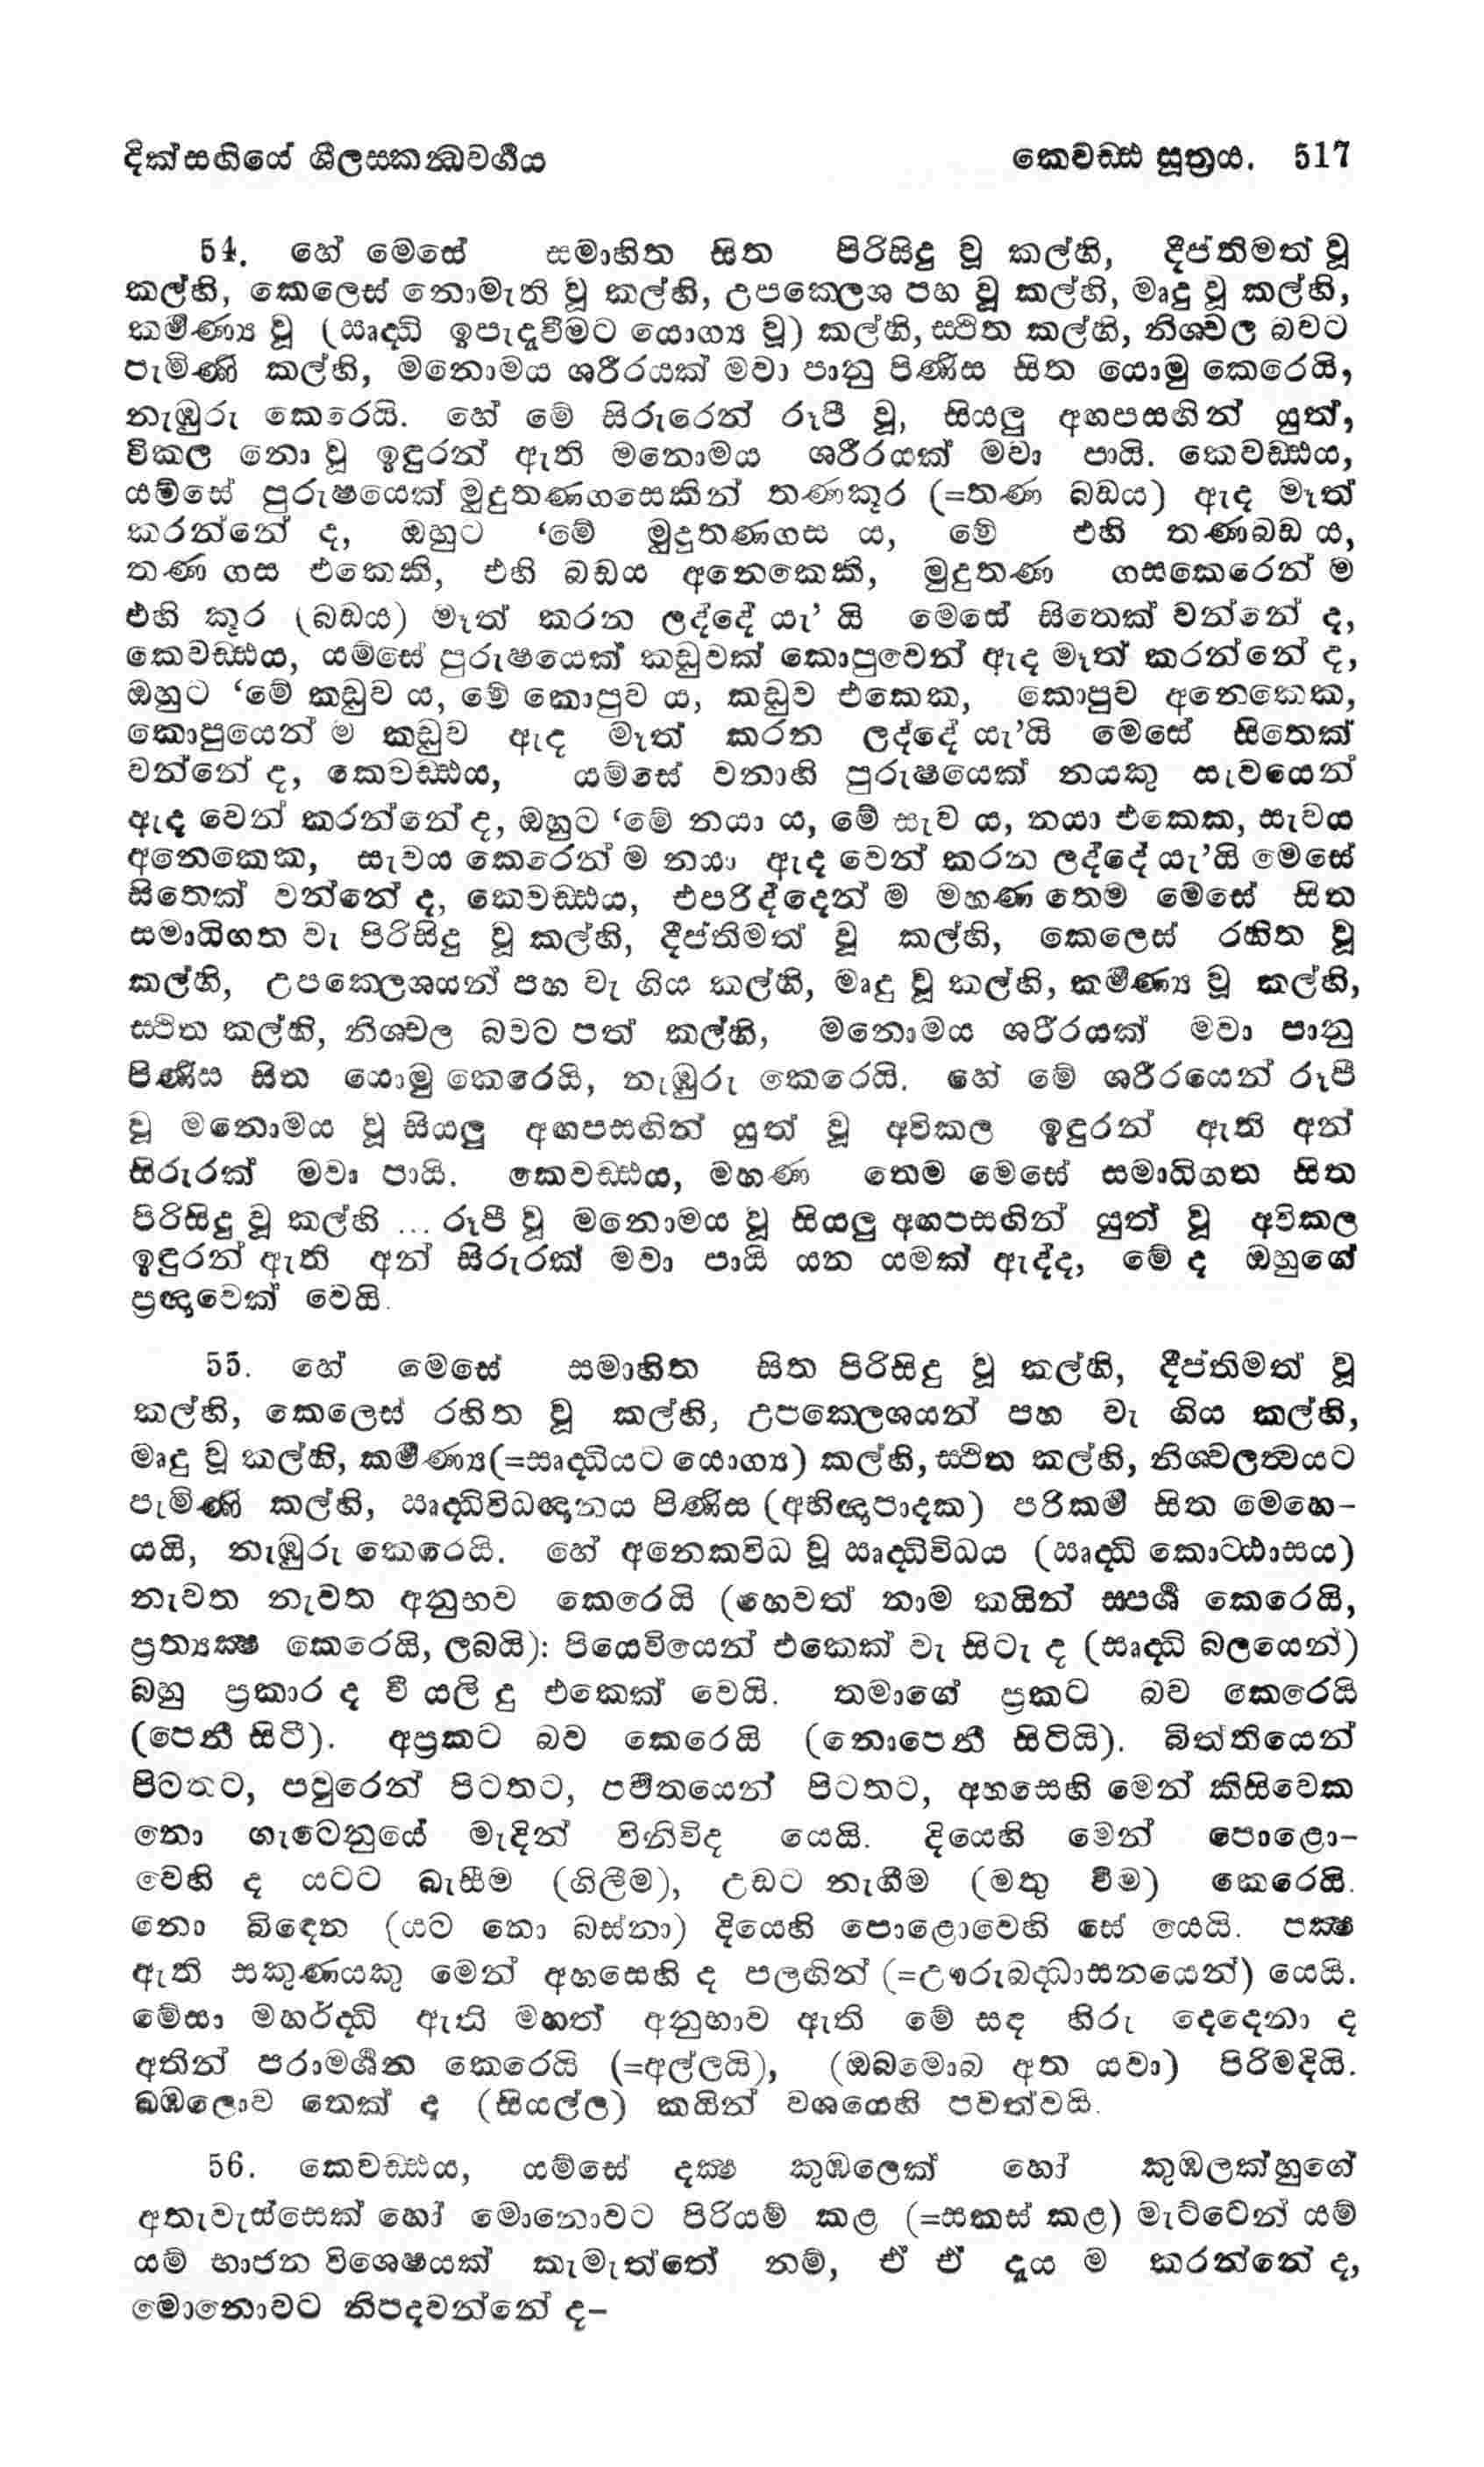 දික්සඟියේ ශීලස්කන්ධවර්ගය
කෙවඩ්ඪ සූත්‍රය. 517
54. හේ මෙසේ සමාහිත සිත පිරිසිදු වූ කල්හි, දීප්තිමත් වූ
කල්හි, කෙලෙස් නොමැති වූ කල්හි, උපක්ලෙශ පහ වූ කල්හි, මෘදු වූ කල්හි,
කර්මණ්‍ය වූ (ඍද්ධි ඉපැදැවීමට යොග්‍ය වූ) කල්හි, ස්ථිත කල්හි, නිශ්චල බවට
පැමිණි කල්හි, මනොමය ශරීරයක් මවා පානු පිණිස සිත යොමු කෙරෙයි,
නැඹුරු කෙරෙයි. හේ මේ සිරුරෙන් රූපී වූ, සියලු අඟපසඟින් යුත්,
විකල නො වූ ඉඳුරන් ඇති මනොමය ශරීරයක් මවා පායි. කෙවඩ්ඪය,
යම්සේ පුරුෂයෙක් මුදුතණගසෙකින් තණකූර (=තණ බඩය) ඇද මෑත්
කරන්නේ ද, ඔහුට ‘මේ මුදුතණගස ය, මේ එහි තණබඩ ය,
තණ ගස එකෙකි, එහි බඩය අනෙකෙකි, මුදුතණ ගසකෙරෙන් ම
එහි කූර (බඩය) මෑත් කරන ලද්දේ යැ’ යි මෙසේ සිතෙක් වන්නේ ද,
කෙවඩ්ඪය, යම්සේ පුරුෂයෙක් කඩුවක් කොපුවෙන් ඇද මෑත් කරන්නේ ද,
ඔහුට ‘මේ කඩුව ය, මේ කොපුව ය, කඩුව එකෙක, කොපුව අනෙකෙක,
කොපුයෙන් ම කඩුව ඇද මෑත් කරන ලද්දේ යැ’යි මෙසේ සිතෙක්
වන්නේ ද, කෙවඩ්ඪය, යම්සේ වනාහි පුරුෂයෙක් නයකු සැවයෙන්
ඇද වෙන් කරන්නේ ද, ඔහුට ‘මේ නයා ය, මේ සැව ය, නයා එකෙක, සැවය
අනෙකෙක, සැවය කෙරෙන් ම නයා ඇද වෙන් කරන ලද්දේ යැ’යි මෙසේ
සිතෙක් වන්නේ ද, කෙවඩ්ඪය, එපරිද්දෙන් ම මහණ තෙම මෙසේ සිත
සමාධිගත වැ පිරිසිදු වූ කල්හි, දීප්තිමත් වූ කල්හි, කෙලෙස් රහිත වූ
කල්හි, උපක්ලෙශයන් පහ වැ ගිය කල්හි, මෘදු වූ කල්හි, කර්මණ්‍ය වූ කල්හි,
ස්ථිත කල්හි, නිශ්චල බවට පත් කල්හි, මනොමය ශරීරයක් මවා පානු
පිණිස සිත යොමු කෙරෙයි, නැඹුරු කෙරෙයි. හේ මේ ශරීරයෙන් රූපී
වූ මනොමය වූ සියලු අඟපසඟින් යුත් වූ අවිකල ඉඳුරන් ඇති අන්
සිරුරක් මවා පායි. කෙවඩ්ඪය, මහණ තෙම මෙසේ සමාධිගත සිත
පිරිසිදු වූ කල්හි ... රූපී වූ මනොමය වූ සියලු අඟපසඟින් යුත් වූ අවිකල
ඉඳුරන් ඇති අන් සිරුරක් මවා පායි යන යමක් ඇද්ද, මේ ද ඔහුගේ
ප්‍රඥාවෙක් වෙයි.
55. හේ මෙසේ සමාහිත සිත පිරිසිදු වූ කල්හි, දීප්තිමත් වූ
කල්හි, කෙලෙස් රහිත වූ කල්හි, උපක්ලෙශයන් පහ වැ ගිය කල්හි,
මෘදු වූ කල්හි, කර්මණ්‍ය(=ඍද්ධියට යොග්‍ය) කල්හි, ස්ථිත කල්හි, නිශ්චලත්වයට
පැමිණි කල්හි, ඍද්ධිවිධඥානය පිණිස (අභිඥාපාදක) පරිකර්ම සිත මෙහෙ-
යයි, නැඹුරු කෙරෙයි. හේ අනෙකවිධ වූ ඍද්ධිවිධය (ඍද්ධි කොට්ඨාසය)
නැවත නැවත අනුභව කෙරෙයි (හෙවත් නාම කයින් ස්පර්ශ කෙරෙයි,
ප්‍රත්‍යක්ෂ කෙරෙයි, ලබයි): පියෙවියෙන් එකෙක් වැ සිටැ ද (ඍද්ධි බලයෙන්)
බහු ප්‍රකාර ද වී යලි දු එකෙක් වෙයි. තමාගේ ප්‍රකට බව කෙරෙයි
(පෙනී සිටී). අප්‍රකට බව කෙරෙයි (නොපෙනී සිටියි). බිත්තියෙන්
පිටතට, පවුරෙන් පිටතට, පර්වතයෙන් පිටතට, අහසෙහි මෙන් කිසිවෙක
නො ගැටෙනුයේ මැදින් විනිවිද යෙයි. දියෙහි මෙන් පොළො-
වෙහි ද යටට බැසීම (ගිලීම), උඩට නැගීම (මතු වීම) කෙරෙයි.
නො බිඳෙන (යට නො බස්නා) දියෙහි පොළොවෙහි සේ යෙයි. පක්ෂ
ඇති සකුණයකු මෙන් අහසෙහි ද පලඟින් (=ඌරුබද්ධාසනයෙන්) යෙයි.
මේසා මහර්ද්ධි ඇති මහත් අනුභාව ඇති මේ සඳ හිරු දෙදෙනා ද
අතින් පරාමර්ශන කෙරෙයි (=අල්ලයි), (ඔබමොබ අත යවා) පිරිමදියි.
බඹලොව තෙක් ද (සියල්ල) කයින් වශයෙහි පවත්වයි.
56. කෙවඩ්ඪය, යම්සේ දක්ෂ කුඹලෙක් හෝ කුඹලක්හුගේ
අතැවැස්සෙක් හෝ මොනොවට පිරියම් කළ (=සකස් කළ) මැට්ටෙන් යම්
යම් භාජන විශෙෂයක් කැමැත්තේ නම්, ඒ ඒ දෑය ම කරන්නේ ද,
මොනොවට නිපදවන්නේ ද-